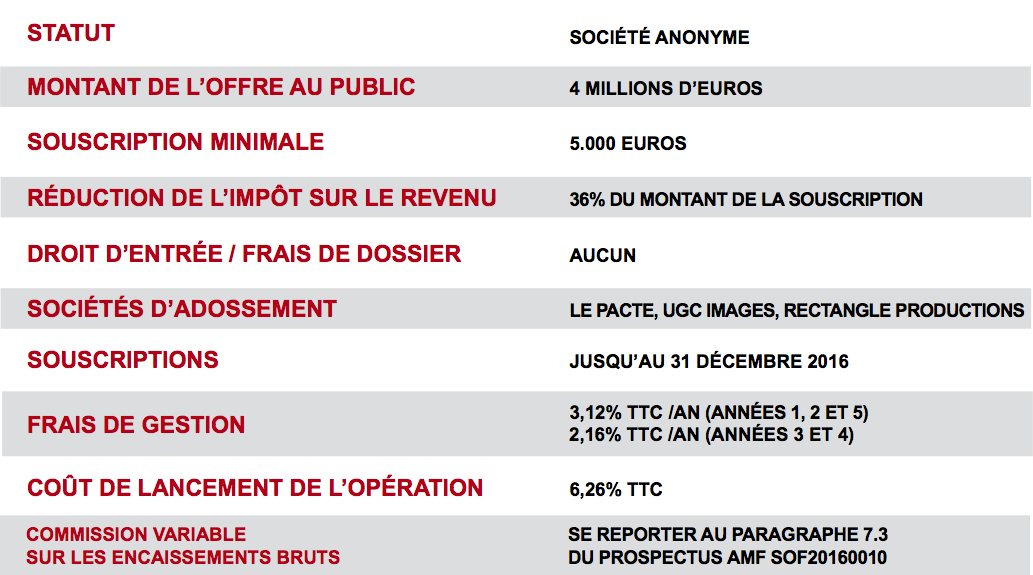 STATUT
SOCIÉTÉ ANONYME
MONTANT DE L’OFFRE AU PUBLIC
4 MILLIONS D’EUROS
SOUSCRIPTION MINIMALE
5.000 EUROS
RÉDUCTION DE L’IMPÔT SUR LE REVENU
36% DU MONTANT DE LA SOUSCRIPTION
DROIT D’ENTRÉE / FRAIS DE DOSSIER
AUCUN
SOCIÉTÉS D’ADOSSEMENT
LE PACTE, UGC IMAGES, RECTANGLE PRODUCTIONS
SOUSCRIPTIONS
JUSQU’AU 31 DÉCEMBRE 2016
FRAIS DE GESTION
3,12% TTC /AN (ANNÉES 1, 2 ET 5)
2,16% TTC /AN (ANNÉES 3 ET 4)
COÛT DE LANCEMENT DE L’OPÉRATION
6,26% TTC
COMMISSION VARIABLE
SUR LES ENCAISSEMENTS BRUTS
SE REPORTER AU PARAGRAPHE 7.3
DU PROSPECTUS AMF SOF20160010